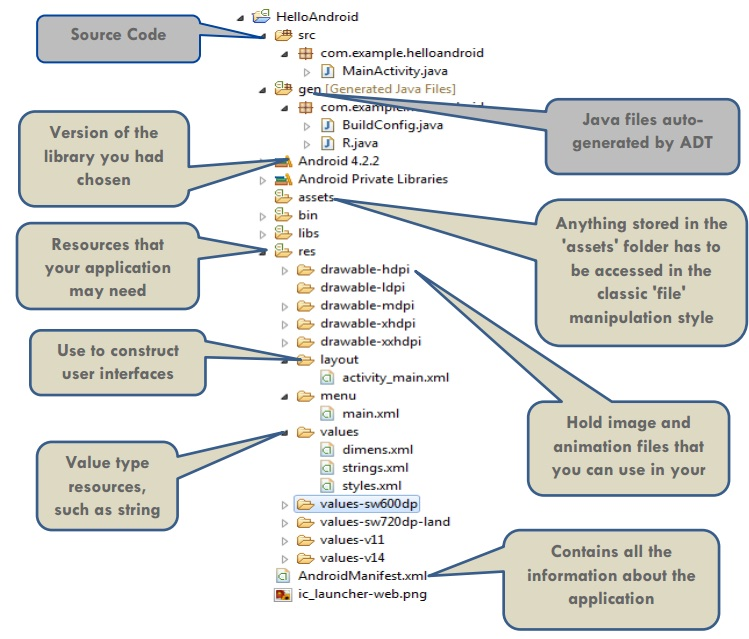 HelloAndroid
Source Code
src
com.example.helloandroid
MainActivity.java
gen [Generated Java Files]
BuildConfig.java
R.java
Java files auto-
generated by ADT
Version of the
library you had
chosen
Android 4.2.2
Android Private Libraries
assets
bin
libs
res
Anything stored in the
'assets' folder has to
be accessed in the
classic 'file'
manipulation style
Resources that
your application
may need
drawable-hdpi
drawable-ldpi
drawable-mdpi
drawable-xhdpi
drawable-xxhdpi
Use to construct
user interfaces
layout
activity_main.xml
menu
main.xml
Hold image and
animation files that
you can use in your
Value type
resources,
such as string
values
dimens.xml
strings.xml
styles.xml
values-sw600dp
values-sw720dp-land
values-v11
values-v14
AndroidManifest.xml
ic_launcher-web.png
Contains all the
information about the
application